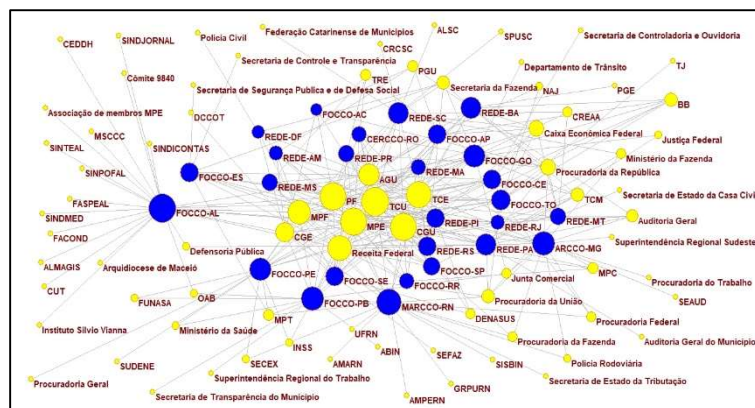 Federação Catarinense de Municipios
ALSC
SPUSC
Secretaria de Controladoria e Ouvidoria
CEDDH
SINDJORNAL
Policia Civil
CRCSC
Secretaria de Controle e Transparência
PGU
Departamento de Trânsito
TJ
Cômite 9840
TRE
Secretaria da Fazenda
NAJ
PGE
Secretaria de Segurança Publica e de Defesa Social
BB
Associação de membros MPE
DCCOT
FOCCO-AC
REDE-SC
REDE-BA
CREAA
MSCCC
REDE-DF
CERCCO-RO
FOCCO-AP
Caixa Econômica Federal
Justiça Federal
SINTEAL
SINDICONTAS
REDE-AM
REDE-PR
FOCCO-GO
Ministério da Fazenda
SINPOFAL
FOCCO-ES
REDE-MS
AGU
REDE-MA
FOCCO-CE
Procuradoria da República
FASPEAL
PF
TCU
TCE
FOCCO-TO
TCM
Secretaria de Estado da Casa Civil
SINDMED
FOCCO-AL
MPF
MPE
CGU
REDE-PI
REDE-RJ
REDE-MT
Auditoria Geral
FACOND
CGE
REDE-RS
REDE-PA
ARCCO-MG
Superintendência Regional Sudeste
ALMAGIS
Arquidiocese de Maceió
Defensoria Pública
Receita Federal
FOCCO-SP
CUT
FOCCO-PE
FOCCO-SE
FOCCO-RR
Junta Comercial
MPC
Procuradoria do Trabalho
FUNASA
OAB
FOCCO-PB
MARCCO-RN
Procuradoria da União
SEAUD
Instituto Silvio Vianna
Ministério da Saúde
MPT
DENASUS
Procuradoria Federal
UFRN
INSS
ABIN
Procuradoria da Fazenda
Auditoria Geral do Municipio
SUDENE
SECEX
AMARN
SEFAZ
SISBIN
Policia Rodoviária
Procuradoria Geral
Superintendência Regional do Trabalho
GRPURN
Secretaria de Estado da Tributação
Secretaria de Transparência do Municipio
AMPERN